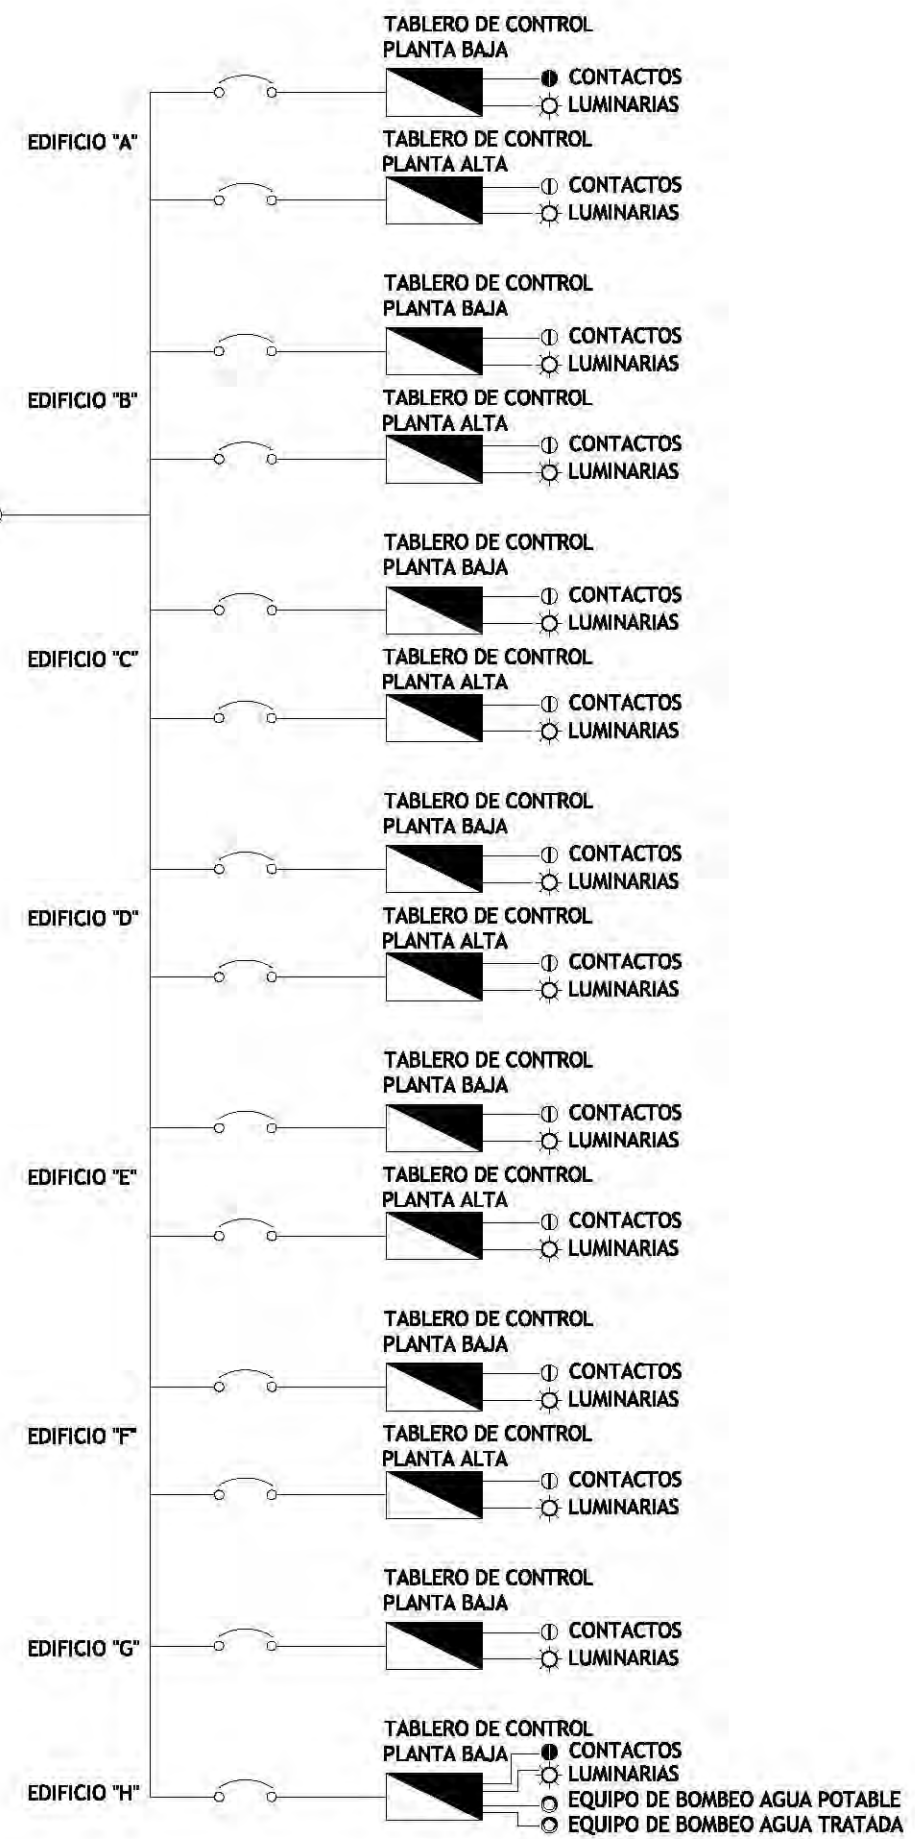 TABLERO DE CONTROL
PLANTA BAJA
CONTACTOS
LUMINARIAS
EDIFICIO "A"
TABLERO DE CONTROL
PLANTA ALTA
CONTACTOS
LUMINARIAS
TABLERO DE CONTROL
PLANTA BAJA
CONTACTOS
LUMINARIAS
EDIFICIO "B"
TABLERO DE CONTROL
PLANTA ALTA
CONTACTOS
LUMINARIAS
TABLERO DE CONTROL
PLANTA BAJA
CONTACTOS
LUMINARIAS
EDIFICIO "C"
TABLERO DE CONTROL
PLANTA ALTA
CONTACTOS
LUMINARIAS
TABLERO DE CONTROL
PLANTA BAJA
CONTACTOS
LUMINARIAS
EDIFICIO "D"
TABLERO DE CONTROL
PLANTA ALTA
CONTACTOS
LUMINARIAS
TABLERO DE CONTROL
PLANTA BAJA
CONTACTOS
LUMINARIAS
EDIFICIO "E"
TABLERO DE CONTROL
PLANTA ALTA
CONTACTOS
LUMINARIAS
TABLERO DE CONTROL
PLANTA BAJA
CONTACTOS
LUMINARIAS
EDIFICIO "F"
TABLERO DE CONTROL
PLANTA ALTA
CONTACTOS
LUMINARIAS
TABLERO DE CONTROL
PLANTA BAJA
CONTACTOS
EDIFICIO "G"
LUMINARIAS
TABLERO DE CONTROL
PLANTA BAJA
CONTACTOS
LUMINARIAS
EDIFICIO "H"
EQUIPO DE BOMBEO AGUA POTABLE
EQUIPO DE BOMBEO AGUA TRATADA